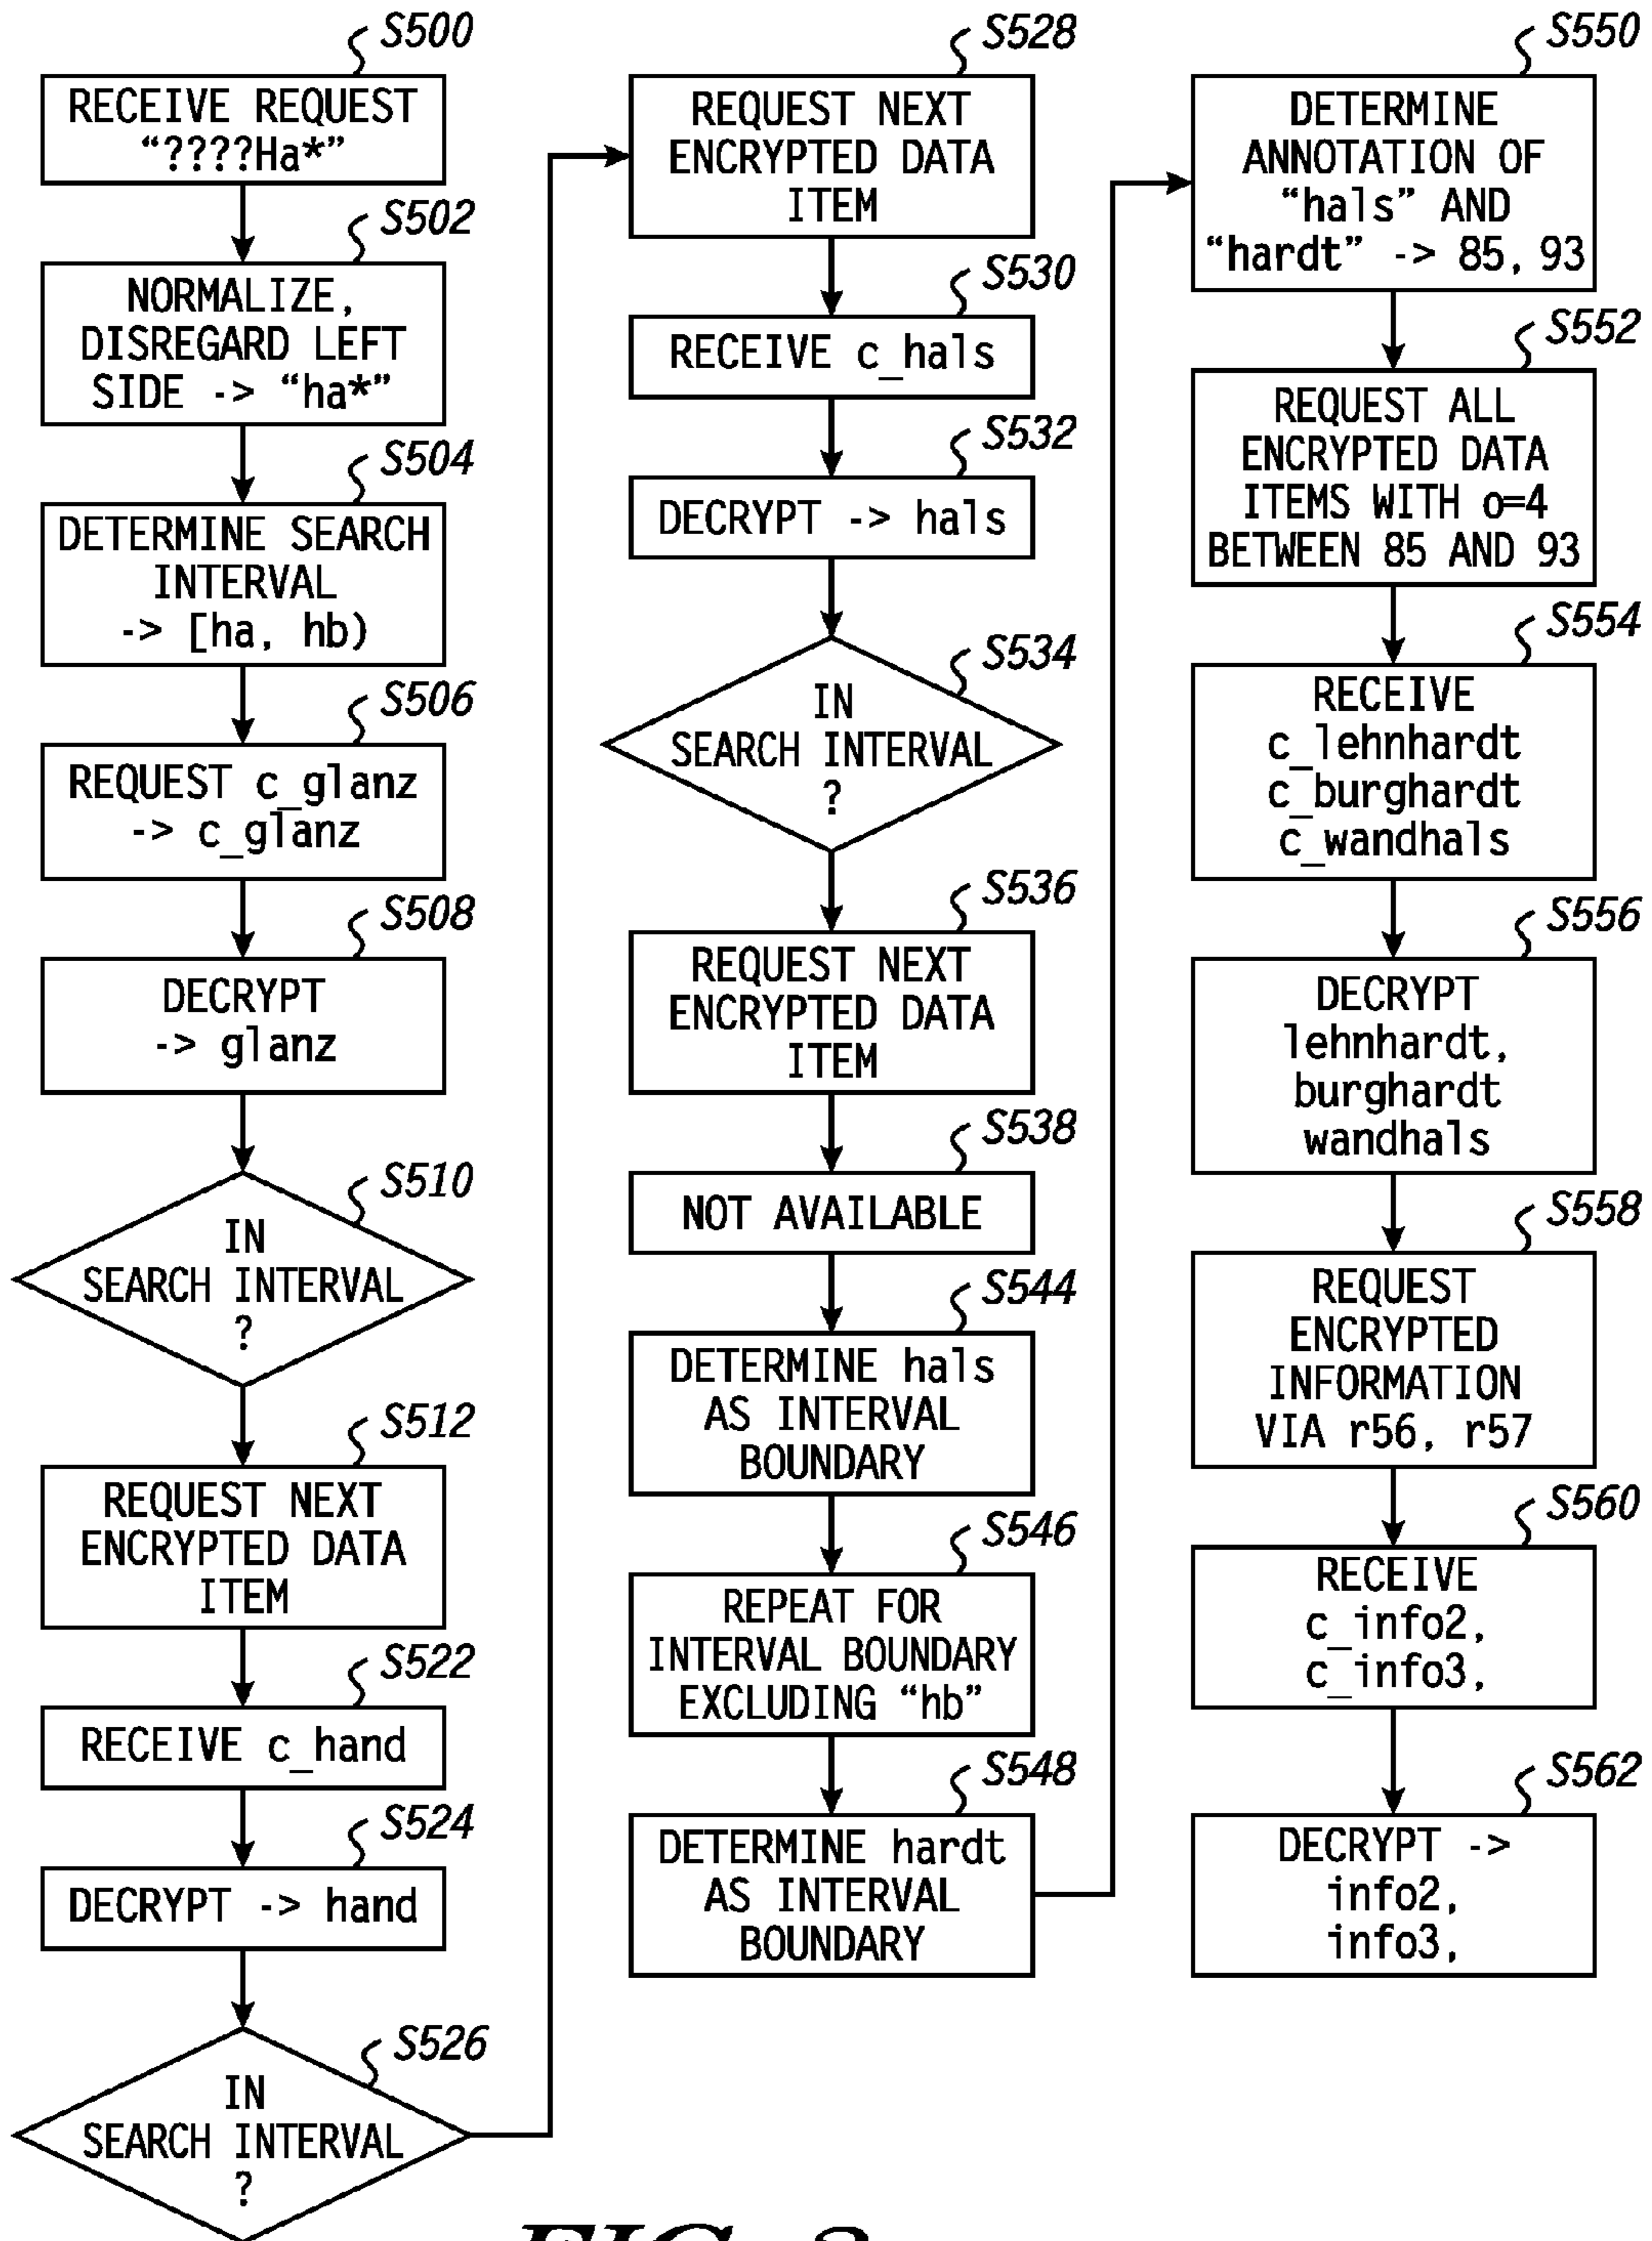 S500
RECEIVE REQUEST
“????Ha*”
S502
NORMALIZE,
DISREGARD LEFT
SIDE -> “ha*”
S504
DETERMINE SEARCH
INTERVAL
-> [ha, hb)
S506
REQUEST c_glanz
-> c_glanz
S508
DECRYPT
-> glanz
S510
IN
SEARCH INTERVAL
?
S512
REQUEST NEXT
ENCRYPTED DATA
ITEM
S522
RECEIVE c_hand
S524
DECRYPT -> hand
S526
IN
SEARCH INTERVAL
?
S528
REQUEST NEXT
ENCRYPTED DATA
ITEM
S530
RECEIVE c_hals
S532
DECRYPT -> hals
S534
IN
SEARCH INTERVAL
?
S536
REQUEST NEXT
ENCRYPTED DATA
ITEM
S538
NOT AVAILABLE
S544
DETERMINE hals
AS INTERVAL
BOUNDARY
S546
REPEAT FOR
INTERVAL BOUNDARY
EXCLUDING “hb”
S548
DETERMINE hardt
AS INTERVAL
BOUNDARY
S550
DETERMINE
ANNOTATION OF
“hals” AND
“hardt” -> 85, 93
S552
REQUEST ALL
ENCRYPTED DATA
ITEMS WITH o=4
BETWEEN 85 AND 93
S554
RECEIVE
c_lehnhardt
c_burghardt
c_wandhals
S556
DECRYPT
lehnhardt,
burghardt
wandhals
S558
REQUEST
ENCRYPTED
INFORMATION
VIA r56, r57
S560
RECEIVE
c_info2,
c_info3,
S562
DECRYPT ->
info2,
info3,